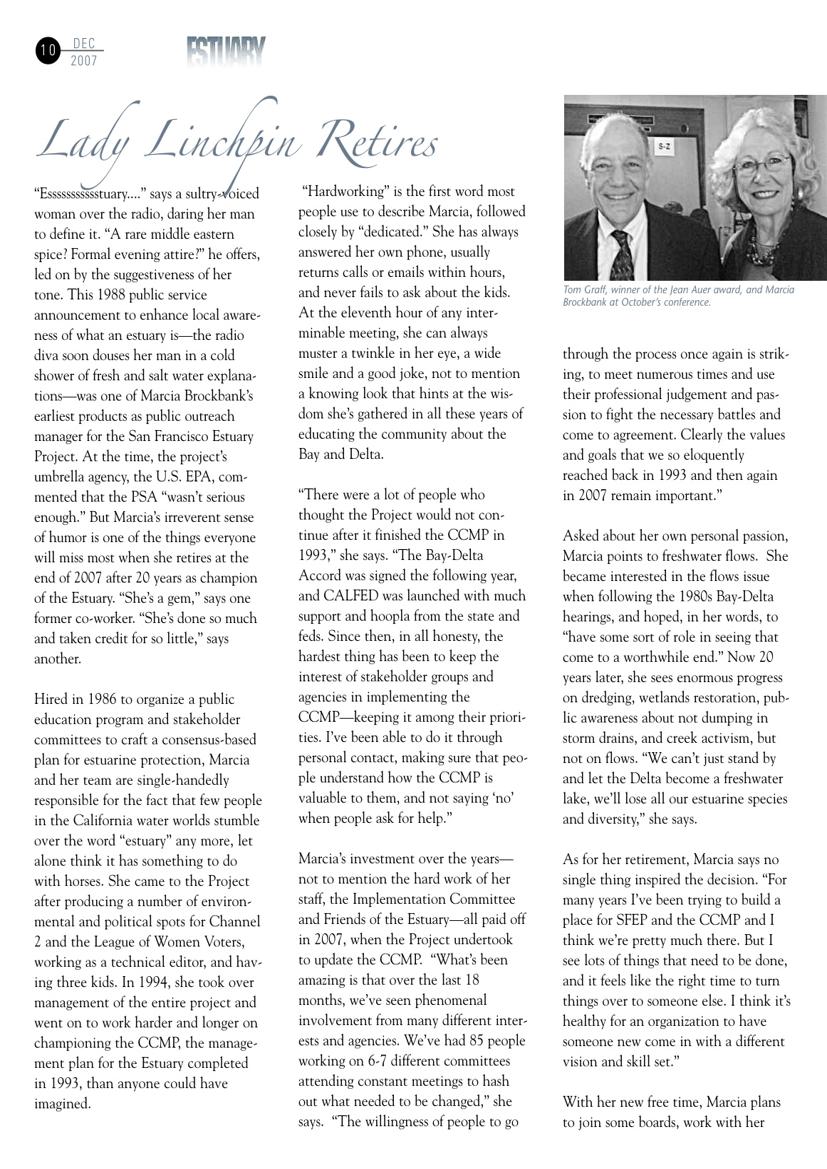 10 DEC
2007
ESTUARY
Lady Linchpin Retires
“Esssssssssstuary....” says a sultry-voiced
woman over the radio, daring her man
to define it. “A rare middle eastern
spice? Formal evening attire?” he offers,
led on by the suggestiveness of her
tone. This 1988 public service
announcement to enhance local aware-
ness of what an estuary is—the radio
diva soon douses her man in a cold
shower of fresh and salt water explana-
tions—was one of Marcia Brockbank’s
earliest products as public outreach
manager for the San Francisco Estuary
Project. At the time, the project’s
umbrella agency, the U.S. EPA, com-
mented that the PSA “wasn’t serious
enough.” But Marcia’s irreverent sense
of humor is one of the things everyone
will miss most when she retires at the
end of 2007 after 20 years as champion
of the Estuary. “She’s a gem,” says one
former co-worker. “She’s done so much
and taken credit for so little,” says
another.
Hired in 1986 to organize a public
education program and stakeholder
committees to craft a consensus-based
plan for estuarine protection, Marcia
and her team are single-handedly
responsible for the fact that few people
in the California water worlds stumble
over the word “estuary” any more, let
alone think it has something to do
with horses. She came to the Project
after producing a number of environ-
mental and political spots for Channel
2 and the League of Women Voters,
working as a technical editor, and hav-
ing three kids. In 1994, she took over
management of the entire project and
went on to work harder and longer on
championing the CCMP, the manage-
ment plan for the Estuary completed
in 1993, than anyone could have
imagined.
“Hardworking” is the first word most
people use to describe Marcia, followed
closely by “dedicated.” She has always
answered her own phone, usually
returns calls or emails within hours,
and never fails to ask about the kids.
At the eleventh hour of any inter-
minable meeting, she can always
muster a twinkle in her eye, a wide
smile and a good joke, not to mention
a knowing look that hints at the wis-
dom she’s gathered in all these years of
educating the community about the
Bay and Delta.
“There were a lot of people who
thought the Project would not con-
tinue after it finished the CCMP in
1993,” she says. “The Bay-Delta
Accord was signed the following year,
and CALFED was launched with much
support and hoopla from the state and
feds. Since then, in all honesty, the
hardest thing has been to keep the
interest of stakeholder groups and
agencies in implementing the
CCMP—keeping it among their priori-
ties. I’ve been able to do it through
personal contact, making sure that peo-
ple understand how the CCMP is
valuable to them, and not saying ‘no’
when people ask for help.”
Marcia’s investment over the years—
not to mention the hard work of her
staff, the Implementation Committee
and Friends of the Estuary—all paid off
in 2007, when the Project undertook
to update the CCMP. “What’s been
amazing is that over the last 18
months, we’ve seen phenomenal
involvement from many different inter-
ests and agencies. We’ve had 85 people
working on 6-7 different committees
attending constant meetings to hash
out what needed to be changed,” she
says. “The willingness of people to go
S-Z
Tom Graff, winner of the Jean Auer award, and Marcia
Brockbank at October’s conference.
through the process once again is strik-
ing, to meet numerous times and use
their professional judgement and pas-
sion to fight the necessary battles and
come to agreement. Clearly the values
and goals that we so eloquently
reached back in 1993 and then again
in 2007 remain important.”
Asked about her own personal passion,
Marcia points to freshwater flows. She
became interested in the flows issue
when following the 1980s Bay-Delta
hearings, and hoped, in her words, to
“have some sort of role in seeing that
come to a worthwhile end.” Now 20
years later, she sees enormous progress
on dredging, wetlands restoration, pub-
lic awareness about not dumping in
storm drains, and creek activism, but
not on flows. “We can’t just stand by
and let the Delta become a freshwater
lake, we’ll lose all our estuarine species
and diversity,” she says.
As for her retirement, Marcia says no
single thing inspired the decision. “For
many years I’ve been trying to build a
place for SFEP and the CCMP and I
think we’re pretty much there. But I
see lots of things that need to be done,
and it feels like the right time to turn
things over to someone else. I think it’s
healthy for an organization to have
someone new come in with a different
vision and skill set.”
With her new free time, Marcia plans
to join some boards, work with her